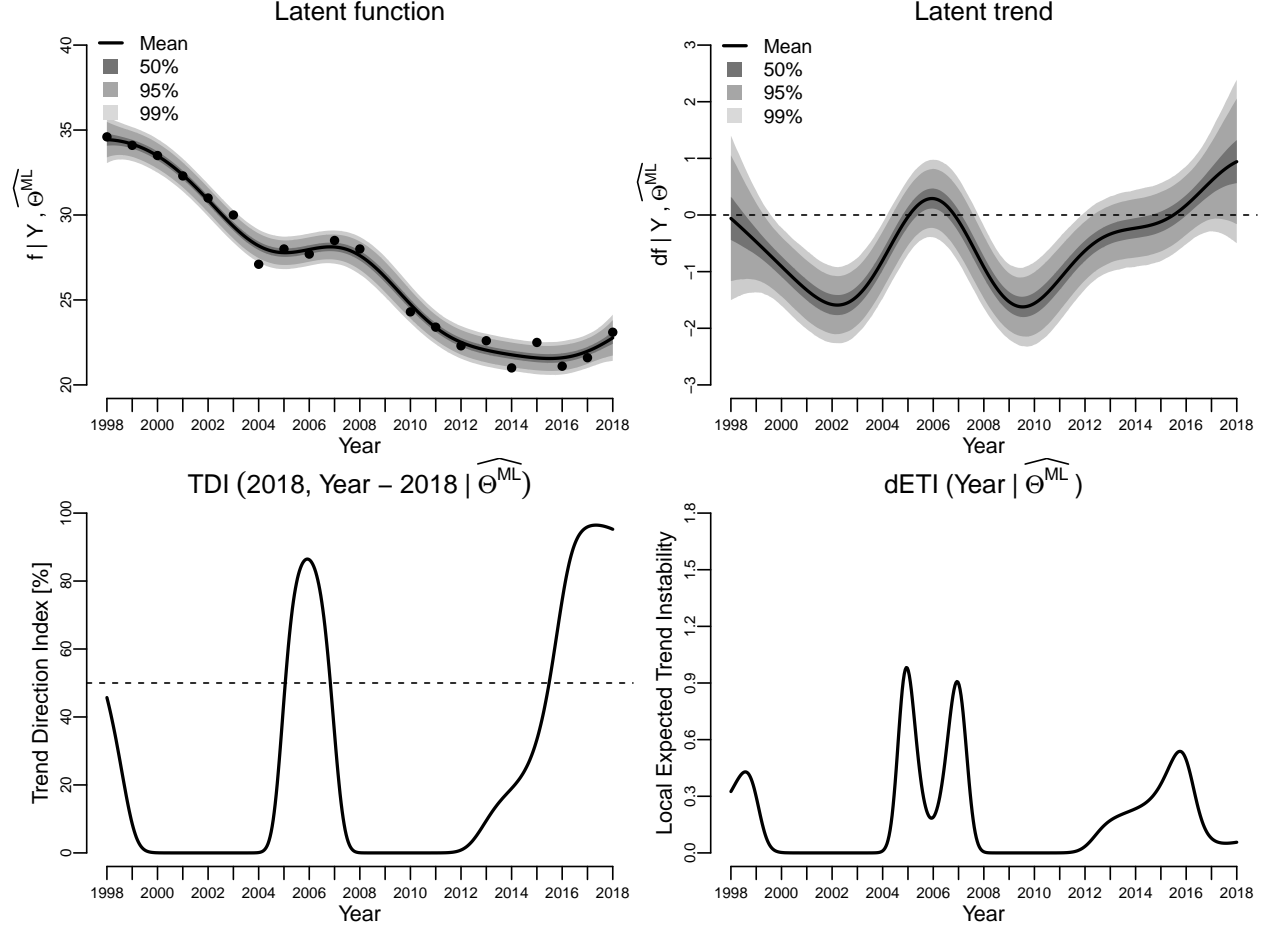 Latent function
Mean
50%
95%
99%
f | Y , Θ^ML
20 25 30 35 40
1998 2000 2002 2004 2006 2008 2010 2012 2014 2016 2018
Year
Latent trend
Mean
50%
95%
99%
df | Y , Θ^ML
−3 −2 −1 0 1 2 3
1998 2000 2002 2004 2006 2008 2010 2012 2014 2016 2018
Year
TDI (2018, Year − 2018 | Θ^ML)
Trend Direction Index [%]
0 20 40 60 80 100
1998 2000 2002 2004 2006 2008 2010 2012 2014 2016 2018
Year
dETI (Year | Θ^ML )
Local Expected Trend Instability
0.0 0.3 0.6 0.9 1.2 1.5 1.8
1998 2000 2002 2004 2006 2008 2010 2012 2014 2016 2018
Year